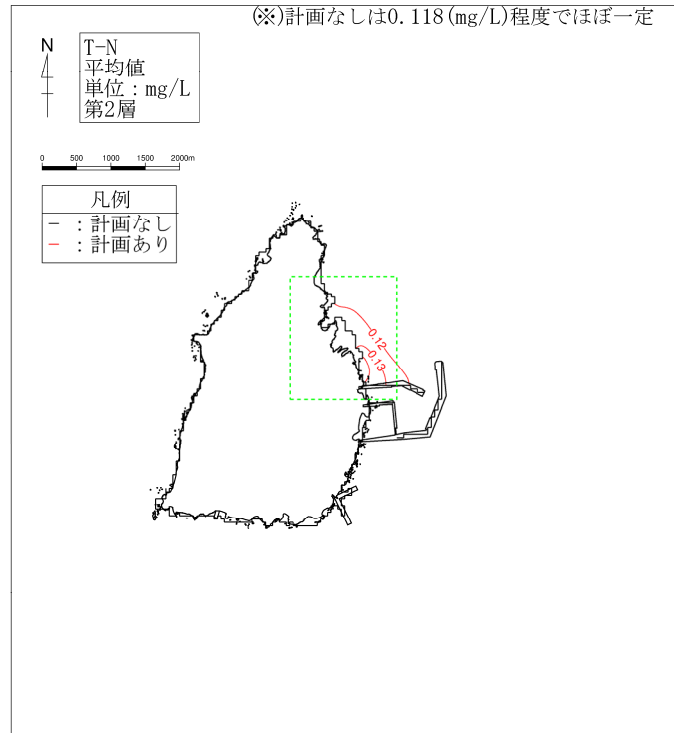 (※)計画なしは0.118(mg/L)程度でほぼ一定
N
T-N
平均値
単位：mg/L
第2層
0 500 1000 1500 2000m
凡例
－ ：計画なし
－ ：計画あり
0.12
0.13